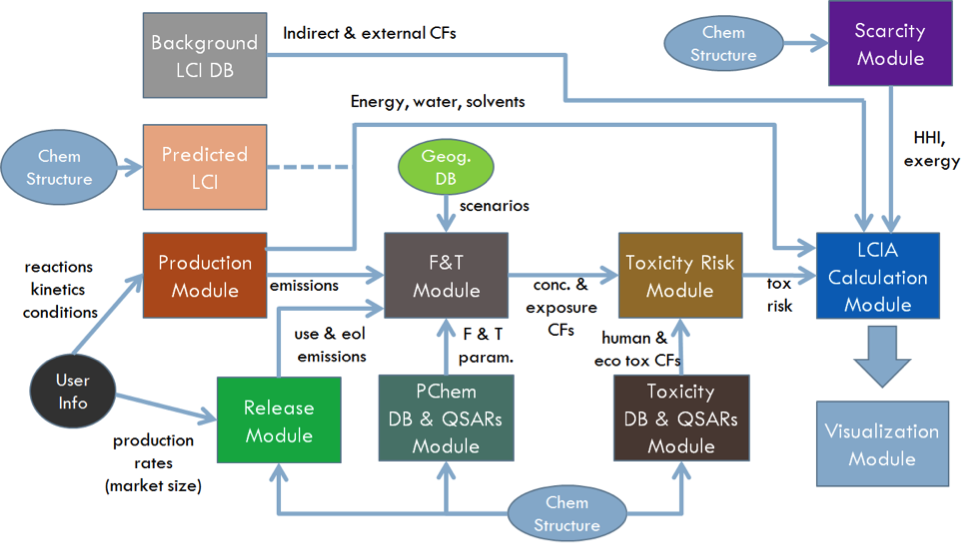 Background
LCI DB
Indirect & external CFs
Chem
Structure
Scarcity
Module
Energy, water, solvents
HHI,
exergy
Chem
Structure
Predicted
LCI
Geog.
DB
scenarios
reactions
kinetics
conditions
Production
Module
emissions
F&T
Module
conc. &
exposure
CFs
Toxicity Risk
Module
tox
risk
LCIA
Calculation
Module
use & eol
emissions
F & T
param.
human &
eco tox CFs
User
Info
Release
Module
PChem
DB & QSARs
Module
Toxicity
DB & QSARs
Module
Visualization
Module
production
rates
(market size)
Chem
Structure